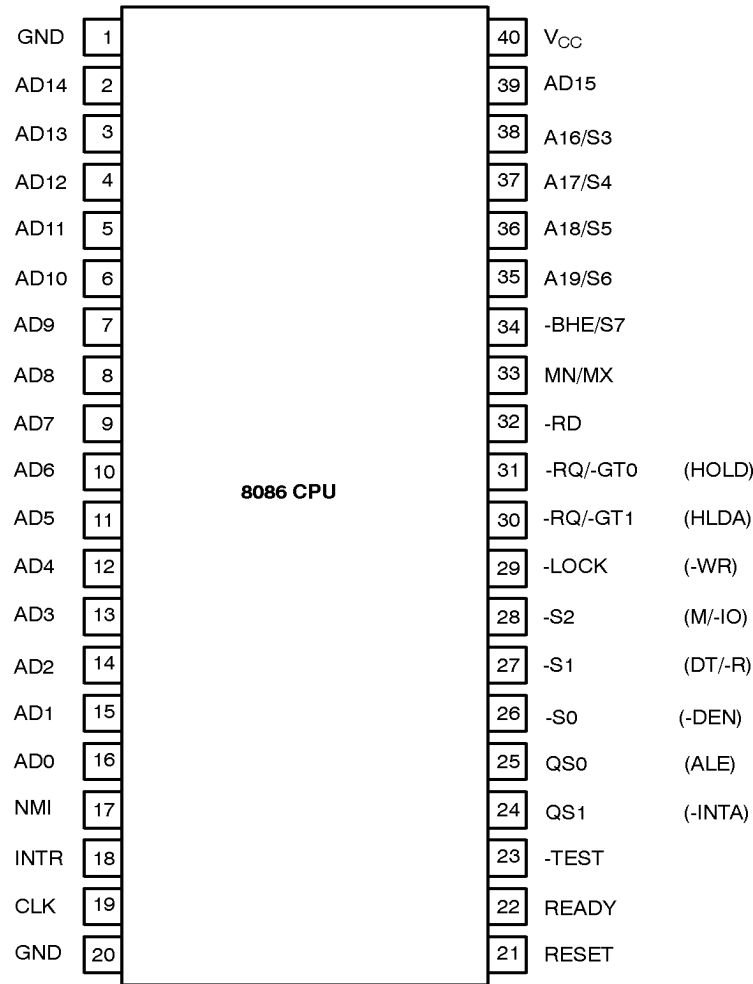 GND 1 40 VCC
AD14 2 39 AD15
AD13 3 38 A16/S3
AD12 4 37 A17/S4
AD11 5 36 A18/S5
AD10 6 35 A19/S6
AD9 7 34 -BHE/S7
AD8 8 33 MN/MX
AD7 9 32 -RD
AD6 10 31 -RQ/-GT0 (HOLD)
8086 CPU
AD5 11 30 -RQ/-GT1 (HLDA)
AD4 12 29 -LOCK (-WR)
AD3 13 28 -S2 (M/-IO)
AD2 14 27 -S1 (DT/-R)
AD1 15 26 -S0 (-DEN)
AD0 16 25 QS0 (ALE)
NMI 17 24 QS1 (-INTA)
INTR 18 23 -TEST
CLK 19 22 READY
GND 20 21 RESET